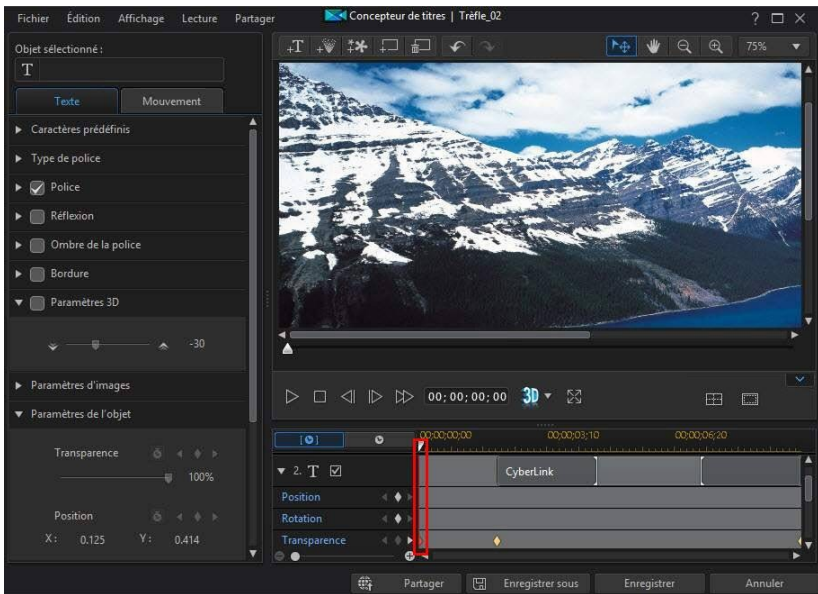 Fichier Édition Affichage Lecture Partager
Concepteur de titres | Trèfle_02
?
Objet sélectionné :
T
Texte Mouvement
Caractères prédéfinis
Type de police
Police
Réflexion
Ombre de la police
Bordure
Paramètres 3D
-30
Paramètres d'images
Paramètres de l'objet
Transparence
100%
Position
X: 0.125 Y: 0.414
75%
00;00;00;00 3D
00;00;00;00 00;00;03;10 00;00;06;20
2. T
CyberLink
Position
Rotation
Transparence
Partager Enregistrer sous Enregistrer Annuler